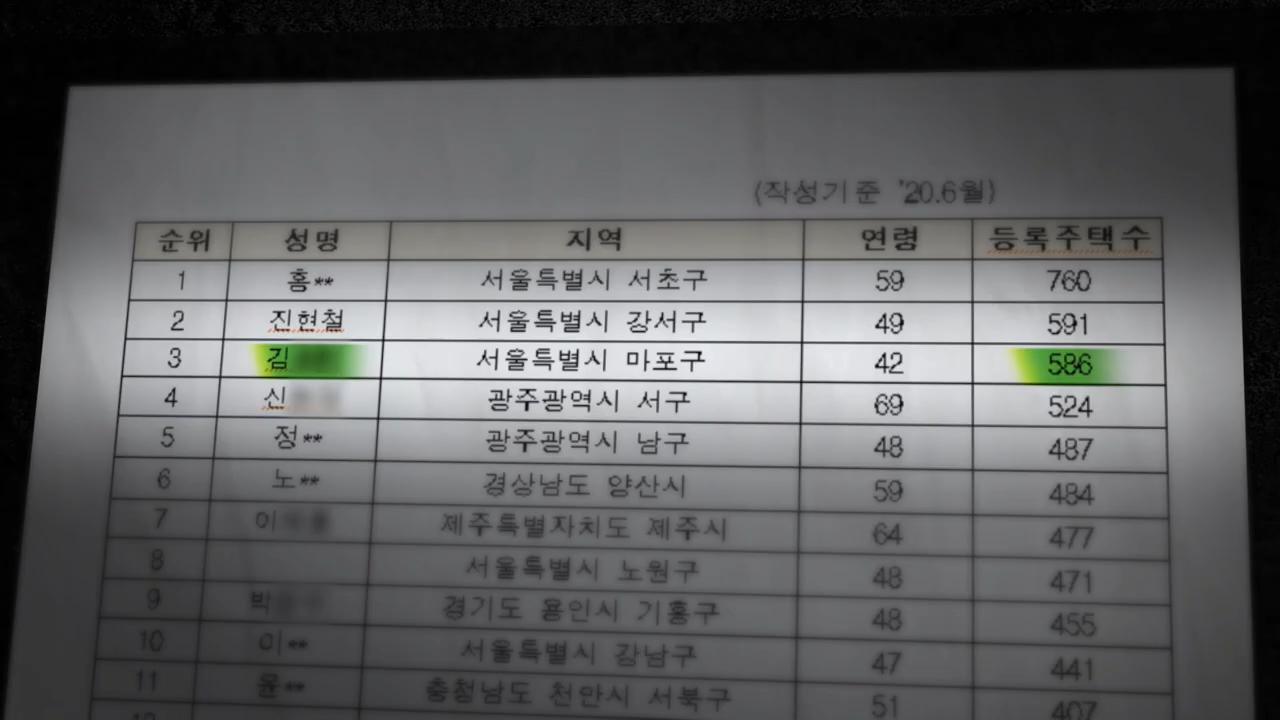 (작성기준 '20.6월)
순위 성명 지역 연령 등록주택수
1 홍** 서울특별시 서초구 59 760
2 진현철 서울특별시 강서구 49 591
3 김 서울특별시 마포구 42 586
4 신 광주광역시 서구 69 524
5 정** 광주광역시 남구 48 487
6 노** 경상남도 양산시 59 484
7 이 제주특별자치도 제주시 64 477
8 서울특별시 노원구 48 471
9 박 경기도 용인시 기흥구 48 455
10 이** 서울특별시 강남구 47 441
11 윤** 충청남도 천안시 서북구 51 407